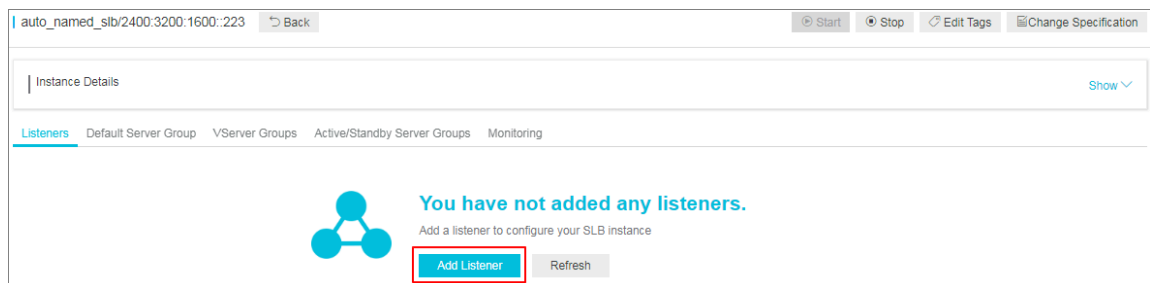 auto_named_slb/2400:3200:1600::223 Back Start Stop Edit Tags Change Specification
Instance Details Show
Listeners Default Server Group VServer Groups Active/Standby Server Groups Monitoring
You have not added any listeners.
Add a listener to configure your SLB instance
Add Listener Refresh